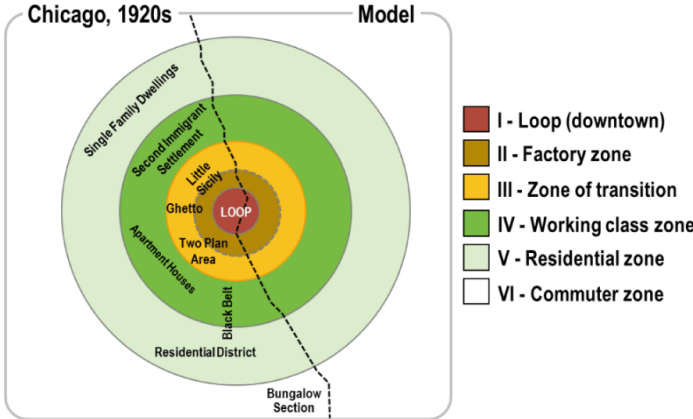 Chicago, 1920s
Model
Single Family Dwellings
Second Immigrant
Settlement
Little
Sicily
Ghetto
LOOP
Two Plan
Area
Apartment Houses
Black Belt
Residential District
Bungalow
Section
I - Loop (downtown)
II - Factory zone
III - Zone of transition
IV - Working class zone
V - Residential zone
VI - Commuter zone